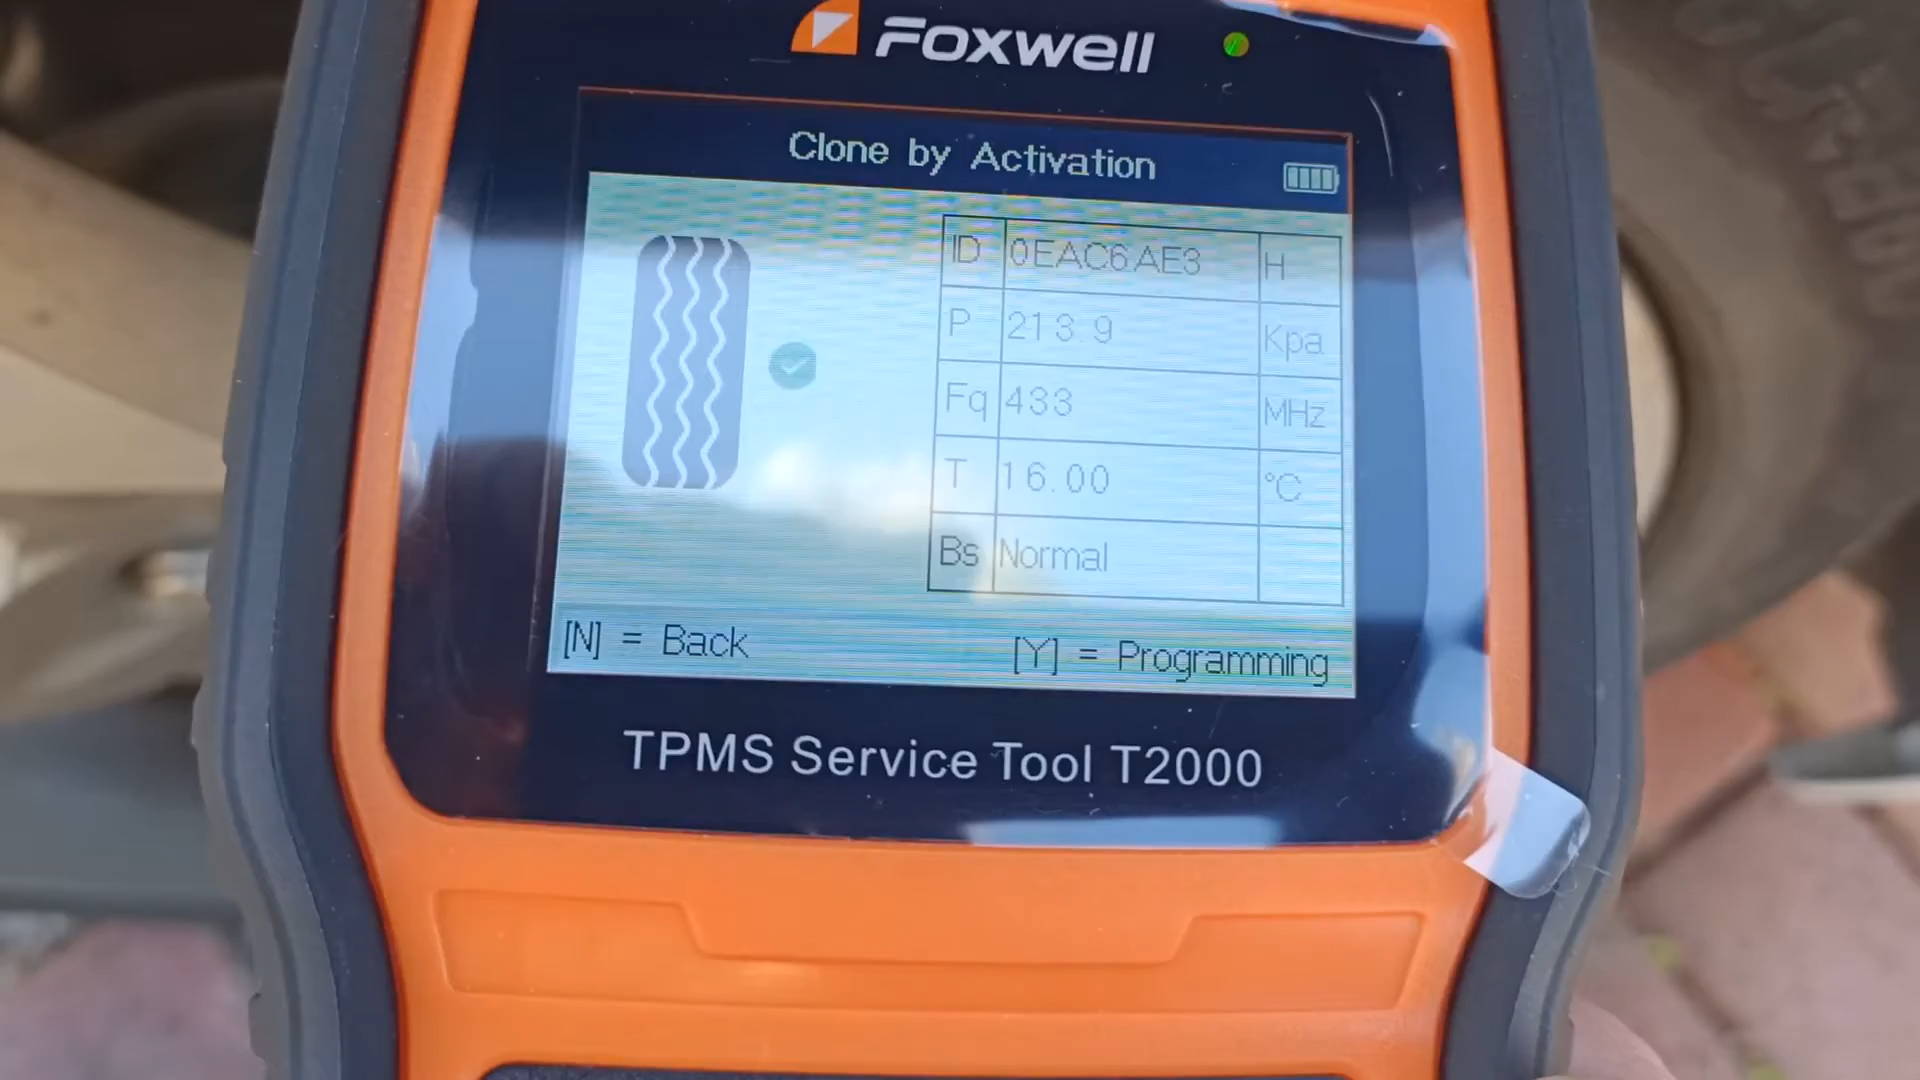 FOXWELL
Clone by Activation
ID 0EAC6AE3 H
P 213.9 Kpa
Fq 433 MHz
T 16.00 °C
Bs Normal
[N] = Back [Y] = Programming
TPMS Service Tool T2000